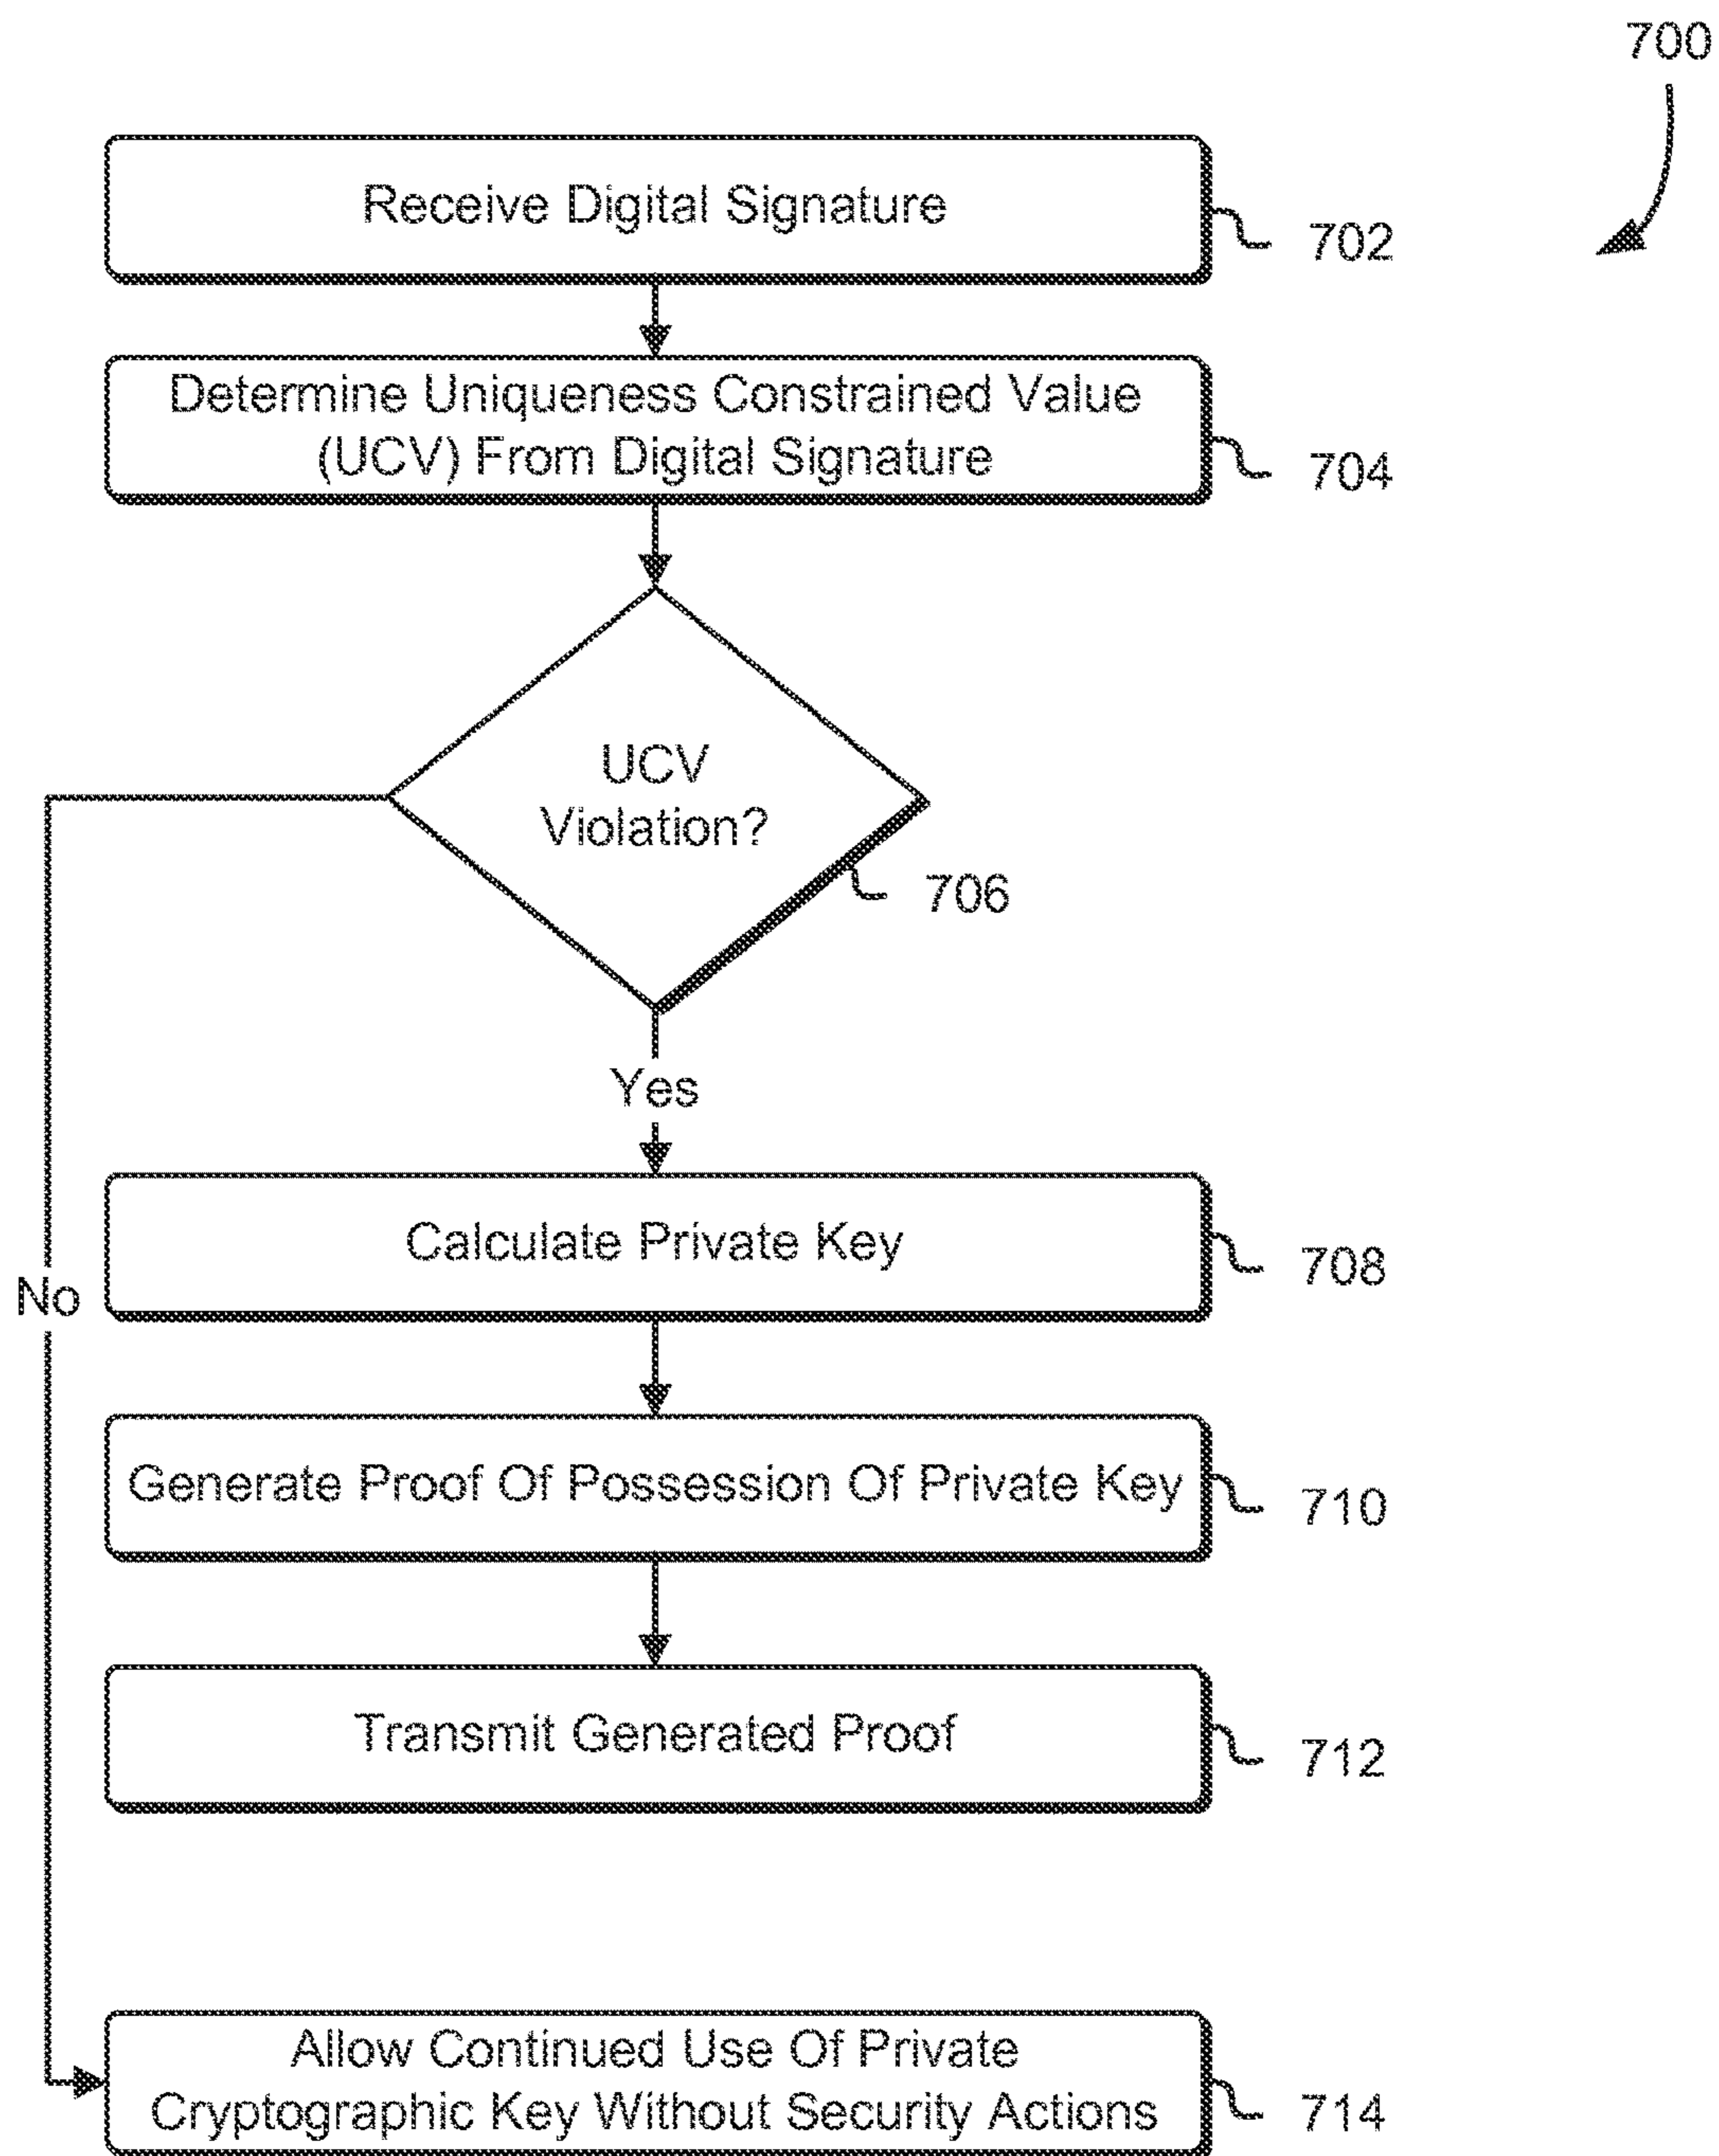 700
Receive Digital Signature
702
Determine Uniqueness Constrained Value
(UCV) From Digital Signature
704
UCV
Violation?
706
Yes
Calculate Private Key
708
No
Generate Proof Of Possession Of Private Key
710
Transmit Generated Proof
712
Allow Continued Use Of Private
Cryptographic Key Without Security Actions
714